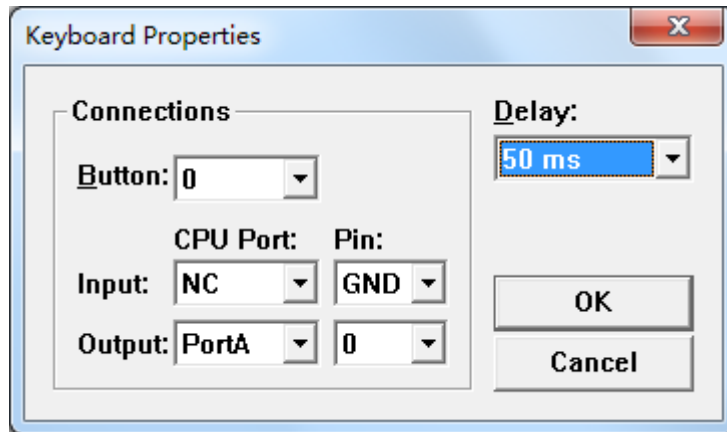 Keyboard Properties
Connections
Delay:
50 ms
Button: 0
CPU Port: Pin:
Input: NC GND
Output: PortA 0
OK
Cancel